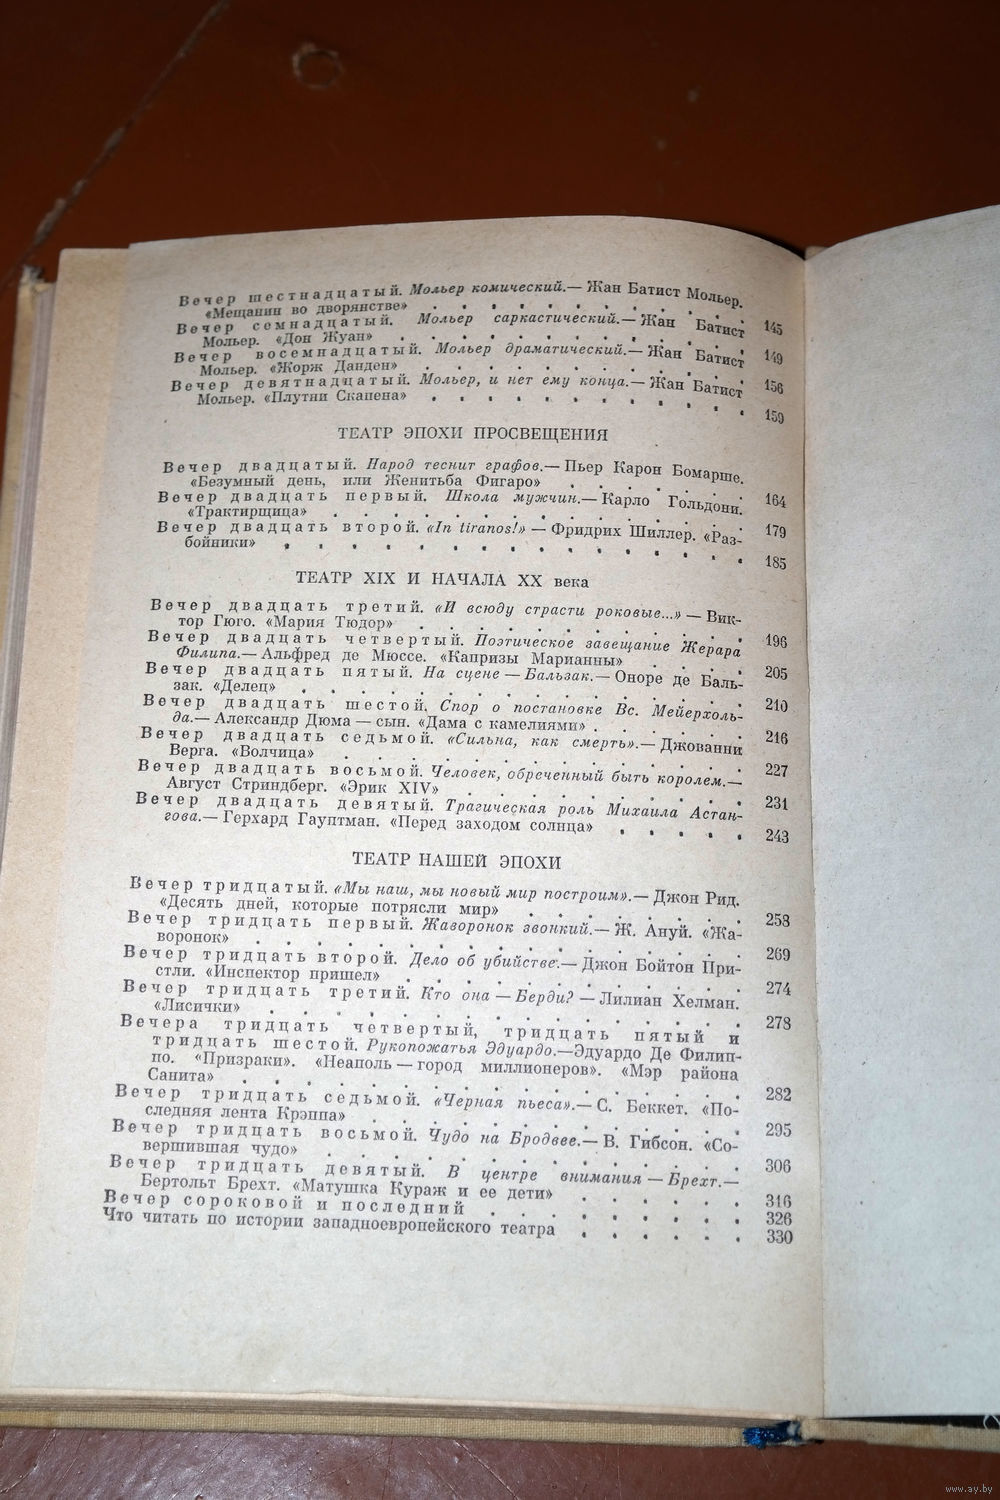 Вечер шестнадцатый. Мольер комический.— Жан Батист Мольер.
«Мещанин во дворянстве» . . . . . . . . . . . 145
Вечер семнадцатый. Мольер саркастический.— Жан Батист
Мольер. «Дон Жуан» . . . . . . . . . . . . 149
Вечер восемнадцатый. Мольер драматический.— Жан Батист
Мольер. «Жорж Данден» . . . . . . . . . . . 156
Вечер девятнадцатый. Мольер, и нет ему конца.— Жан Батист
Мольер. «Плутни Скапена» . . . . . . . . . . . 159
ТЕАТР ЭПОХИ ПРОСВЕЩЕНИЯ
Вечер двадцатый. Народ теснит графов.— Пьер Карон Бомарше.
«Безумный день, или Женитьба Фигаро» . . . . . . . 164
Вечер двадцать первый. Школа мужчин.— Карло Гольдони.
«Трактирщица» . . . . . . . . . . . . . . 179
Вечер двадцать второй. «In tiranos!» — Фридрих Шиллер. «Раз-
бойники» . . . . . . . . . . . . . . . . 185
ТЕАТР XIX И НАЧАЛА XX века
Вечер двадцать третий. «И всюду страсти роковые...» — Вик-
тор Гюго. «Мария Тюдор» . . . . . . . . . . . 196
Вечер двадцать четвертый. Поэтическое завещание Жерара
Филипа.— Альфред де Мюссе. «Капризы Марианны» . . . . 205
Вечер двадцать пятый. На сцене — Бальзак.— Оноре де Баль-
зак. «Делец» . . . . . . . . . . . . . . . 210
Вечер двадцать шестой. Спор о постановке Вс. Мейерхоль-
да.— Александр Дюма — сын. «Дама с камелиями» . . . . . 216
Вечер двадцать седьмой. «Сильна, как смерть».— Джованни
Верга. «Волчица» . . . . . . . . . . . . . 227
Вечер двадцать восьмой. Человек, обреченный быть королем.—
Август Стриндберг. «Эрик XIV» . . . . . . . . . 231
Вечер двадцать девятый. Трагическая роль Михаила Астан-
гова.— Герхард Гауптман. «Перед заходом солнца» . . . . . 243
ТЕАТР НАШЕЙ ЭПОХИ
Вечер тридцатый. «Мы наш, мы новый мир построим».— Джон Рид.
«Десять дней, которые потрясли мир» . . . . . . . . 258
Вечер тридцать первый. Жаворонок звонкий.— Ж. Ануй. «Жа-
воронок» . . . . . . . . . . . . . . . . 269
Вечер тридцать второй. Дело об убийстве.— Джон Бойтон При-
стли. «Инспектор пришел» . . . . . . . . . . . 274
Вечер тридцать третий. Кто она — Берди? — Лилиан Хелман.
«Лисички» . . . . . . . . . . . . . . . . 278
Вечера тридцать четвертый, тридцать пятый и
тридцать шестой. Рукопожатья Эдуардо.—Эдуардо Де Филип-
по. «Призраки». «Неаполь — город миллионеров». «Мэр района
Санита» . . . . . . . . . . . . . . . . . 282
Вечер тридцать седьмой. «Черная пьеса».— С. Беккет. «По-
следняя лента Крэппа» . . . . . . . . . . . . 295
Вечер тридцать восьмой. Чудо на Бродвее.— В. Гибсон. «Со-
вершившая чудо» . . . . . . . . . . . . . . 306
Вечер тридцать девятый. В центре внимания — Брехт.—
Бертольт Брехт. «Матушка Кураж и ее дети» . . . . . . 316
Вечер сороковой и последний . . . . . . . . . 326
Что читать по истории западноевропейского театра . . . . . . 330
www.ay.by